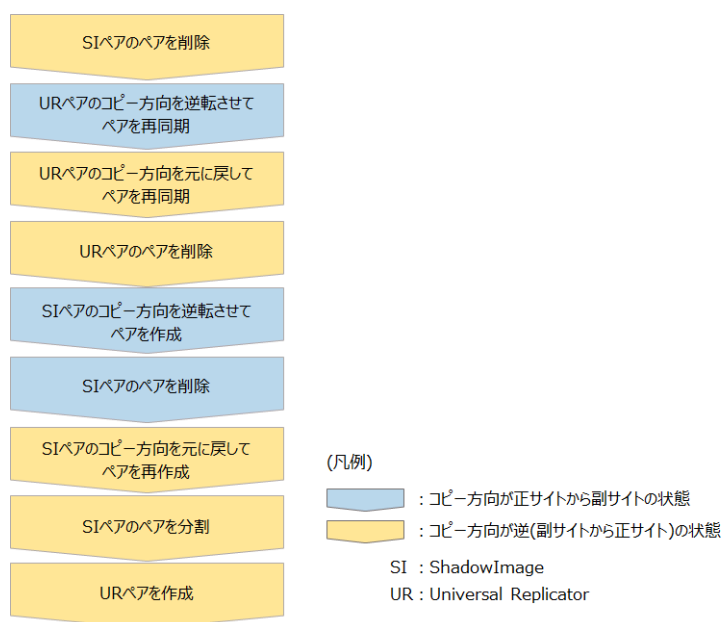 SIペアのペアを削除
URペアのコピー方向を逆転させて
ペアを再同期
URペアのコピー方向を元に戻して
ペアを再同期
URペアのペアを削除
SIペアのコピー方向を逆転させて
ペアを作成
SIペアのペアを削除
SIペアのコピー方向を元に戻して
ペアを再作成
SIペアのペアを分割
URペアを作成
(凡例)
：コピー方向が正サイトから副サイトの状態
：コピー方向が逆(副サイトから正サイト)の状態
SI ：ShadowImage
UR：Universal Replicator